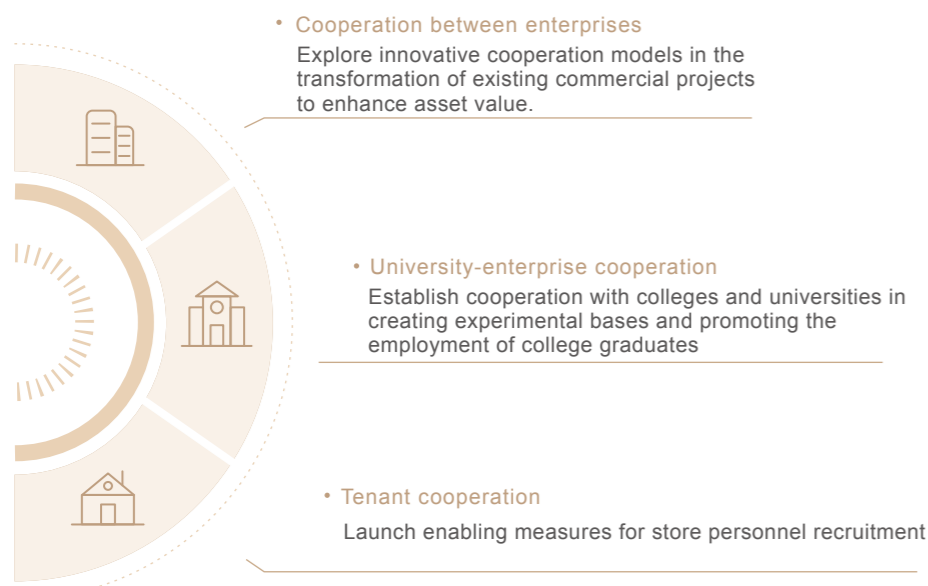 • Cooperation between enterprises
Explore innovative cooperation models in the
transformation of existing commercial projects
to enhance asset value.
• University-enterprise cooperation
Establish cooperation with colleges and universities in
creating experimental bases and promoting the
employment of college graduates
• Tenant cooperation
Launch enabling measures for store personnel recruitment